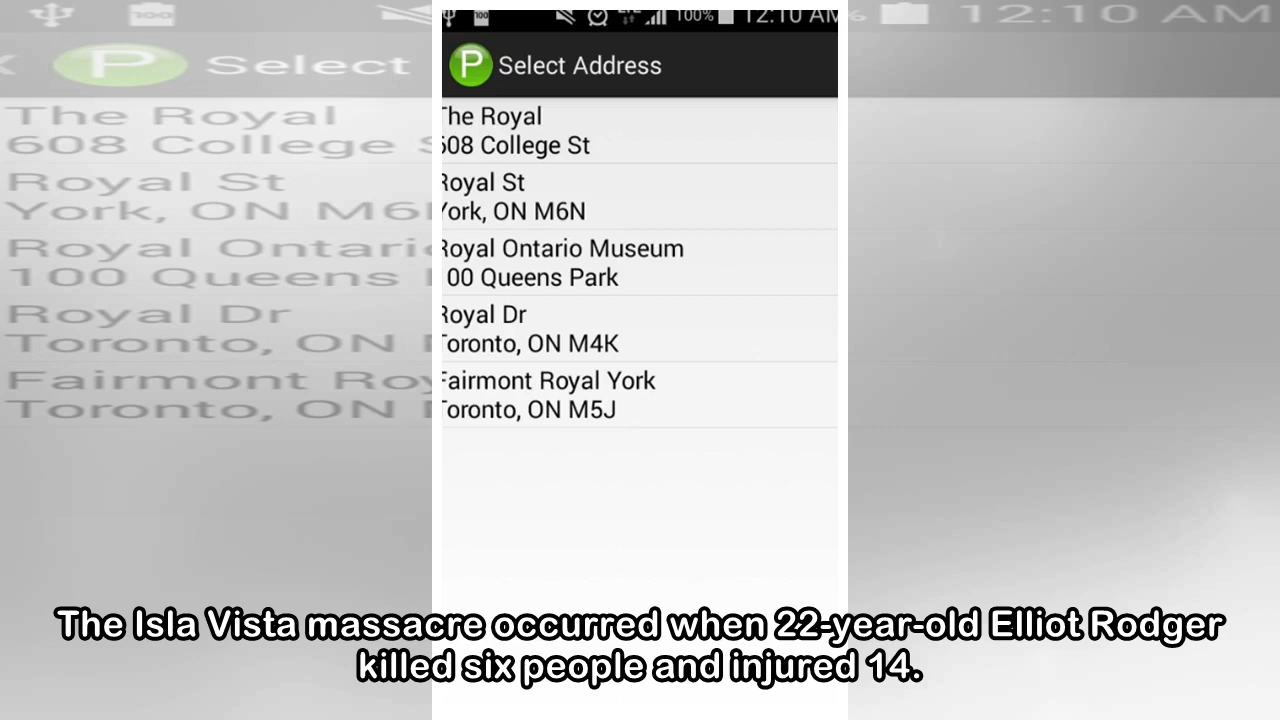 100 100% 12:10 AM
P Select Address
The Royal
608 College St
Royal St
York, ON M6N
Royal Ontario Museum
100 Queens Park
Royal Dr
Toronto, ON M4K
Fairmont Royal York
Toronto, ON M5J
The Isla Vista massacre occurred when 22-year-old Elliot Rodger
killed six people and injured 14.